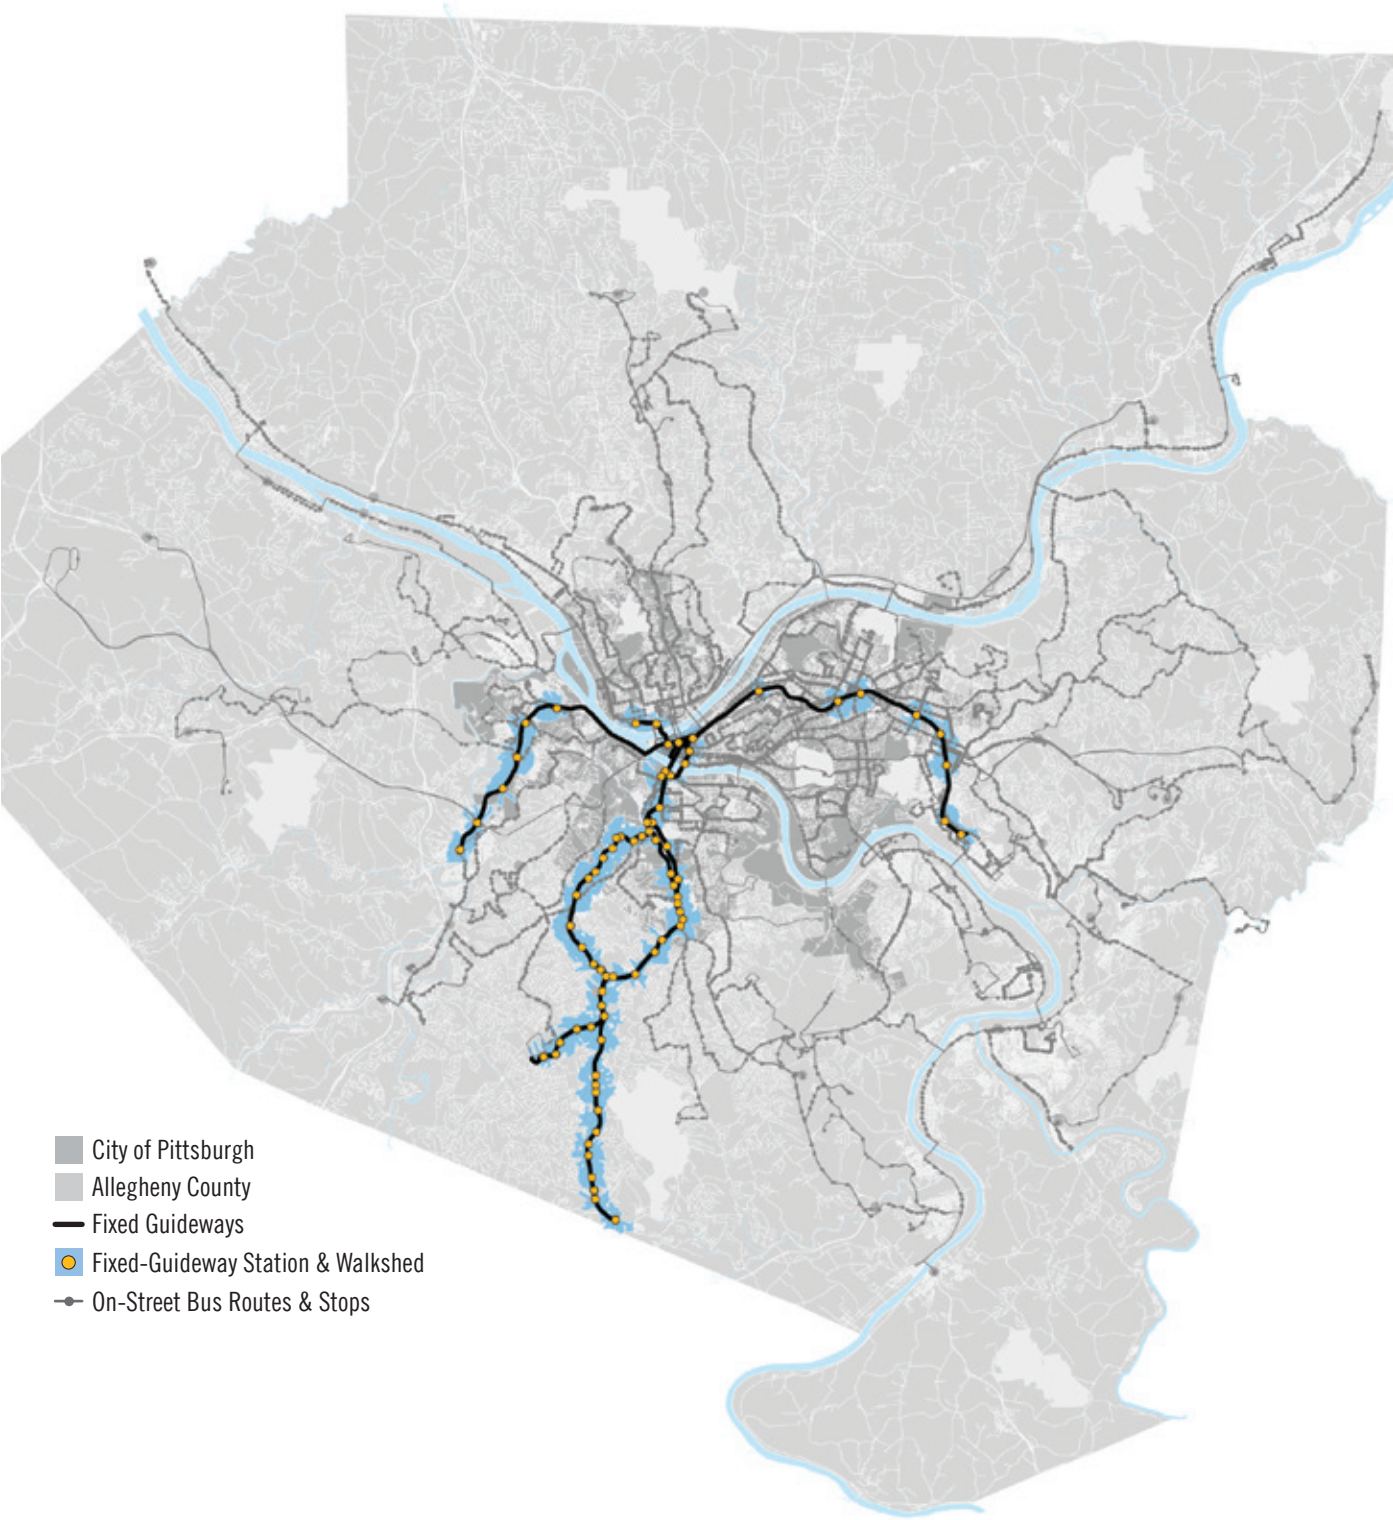 City of Pittsburgh
Allegheny County
Fixed Guideways
Fixed-Guideway Station & Walkshed
On-Street Bus Routes & Stops